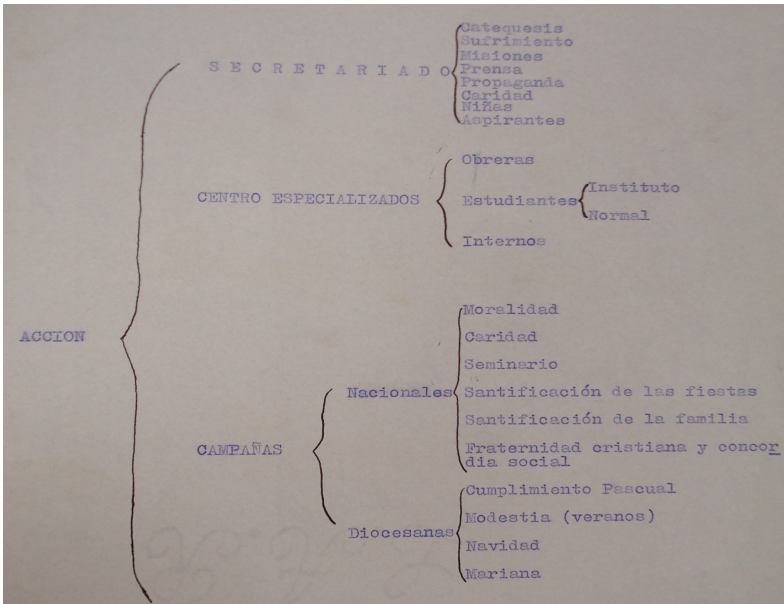 Catequesis
Sufrimiento
Misiones
S E C R E T A R I A D O Prensa
Propaganda
Caridad
Niñas
Aspirantes
Obreras
CENTRO ESPECIALIZADOS Estudiantes Instituto
Normal
Internos
ACCION
Moralidad
Caridad
Seminario
Nacionales Santificación de las fiestas
Santificación de la familia
CAMPAÑAS Fraternidad cristiana y concor
dia social
Cumplimiento Pascual
Modestia (veranos)
Diocesanas
Navidad
Mariana